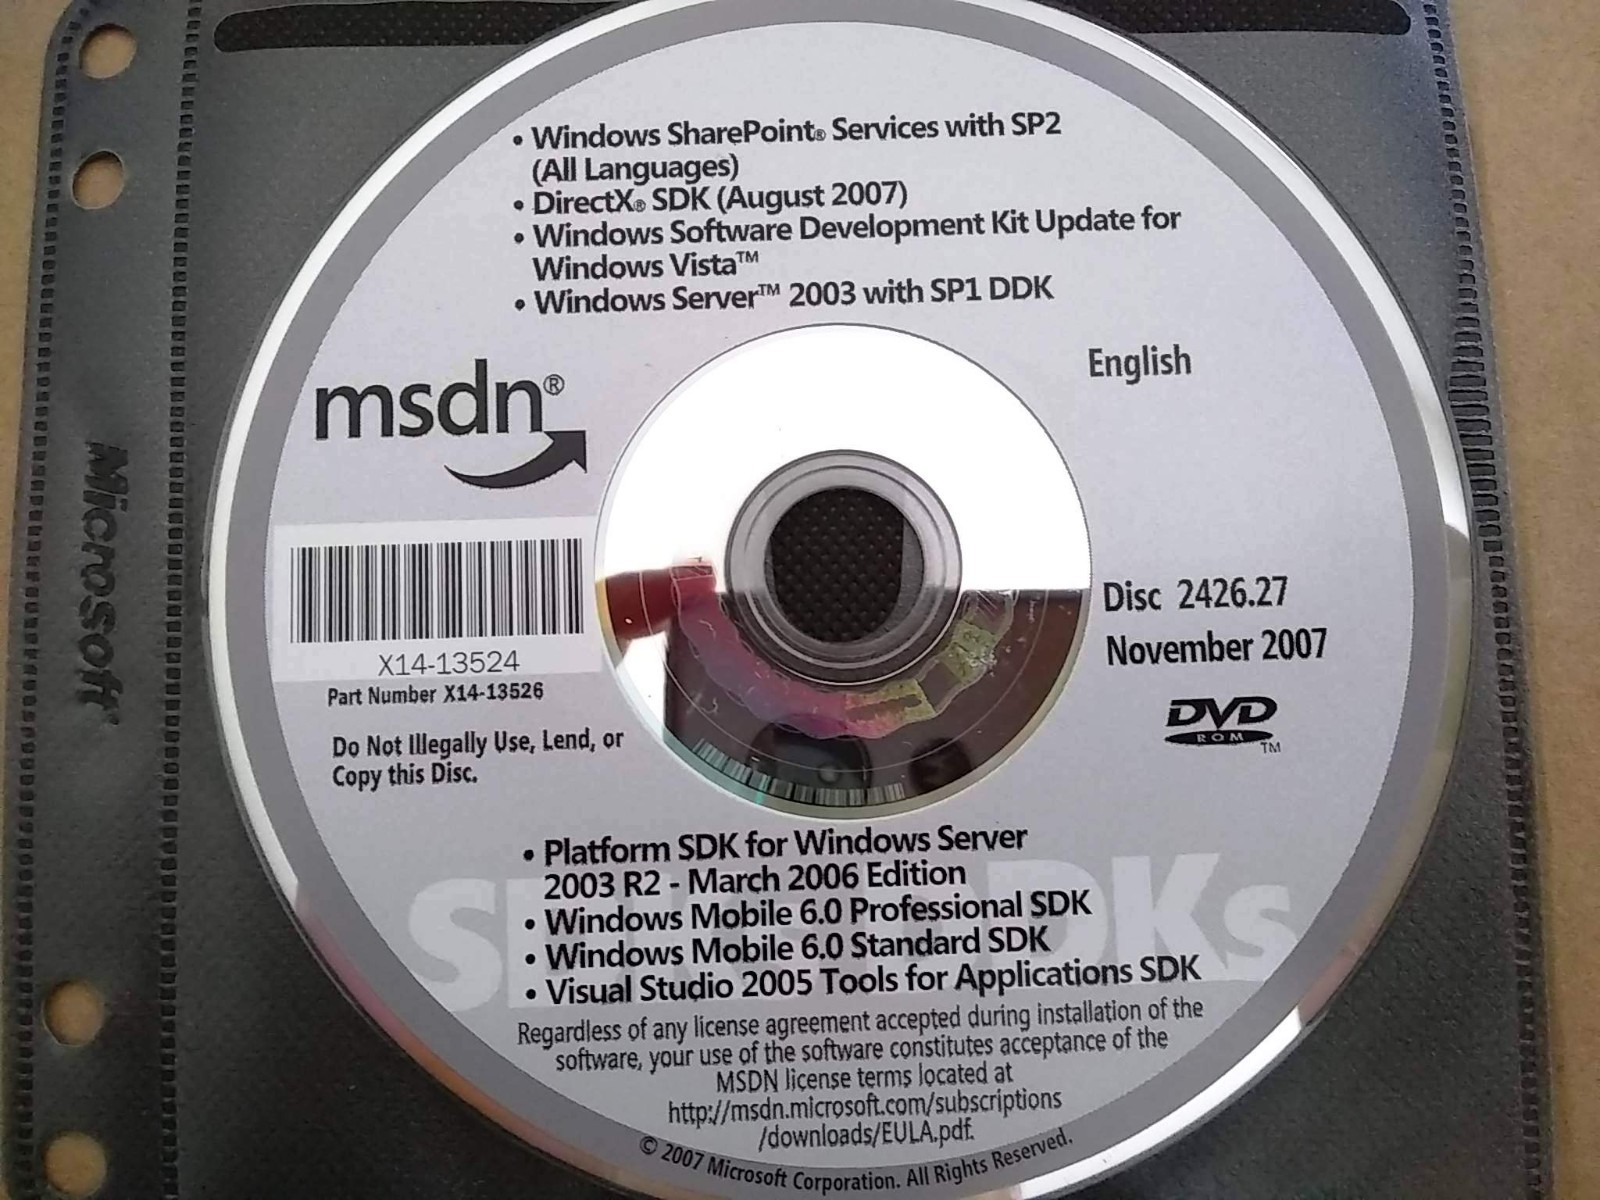 • Windows SharePoint® Services with SP2
(All Languages)
• DirectX® SDK (August 2007)
• Windows Software Development Kit Update for
Windows Vista™
• Windows Server™ 2003 with SP1 DDK
English
msdn®
Microsoft
X14-13524
Part Number X14-13526
Do Not Illegally Use, Lend, or
Copy this Disc.
Disc 2426.27
November 2007
DVD
ROM
TM
• Platform SDK for Windows Server
2003 R2 - March 2006 Edition
• Windows Mobile 6.0 Professional SDK
• Windows Mobile 6.0 Standard SDK
• Visual Studio 2005 Tools for Applications SDK
Regardless of any license agreement accepted during installation of the
software, your use of the software constitutes acceptance of the
MSDN license terms located at
http://msdn.microsoft.com/subscriptions
/downloads/EULA.pdf.
© 2007 Microsoft Corporation. All Rights Reserved.